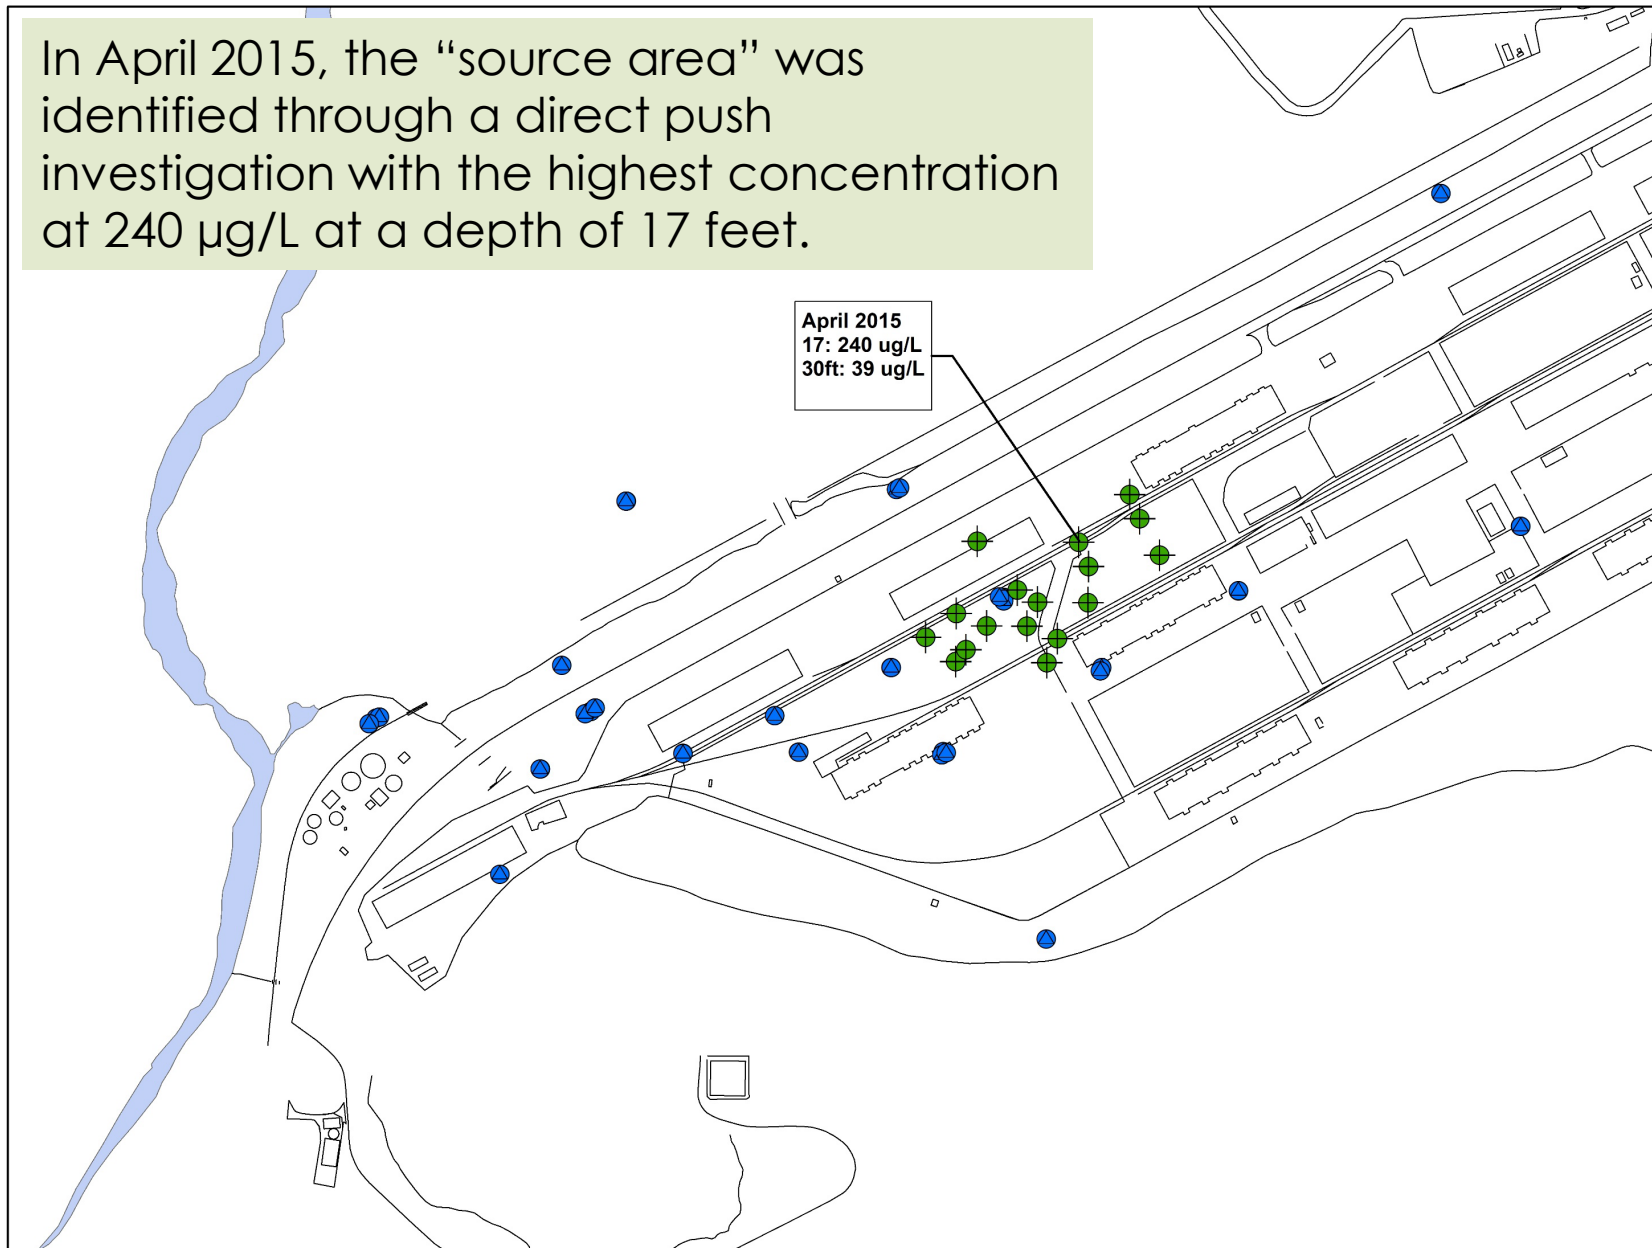 In April 2015, the “source area” was
identified through a direct push
investigation with the highest concentration
at 240 µg/L at a depth of 17 feet.
April 2015
17: 240 ug/L
30ft: 39 ug/L